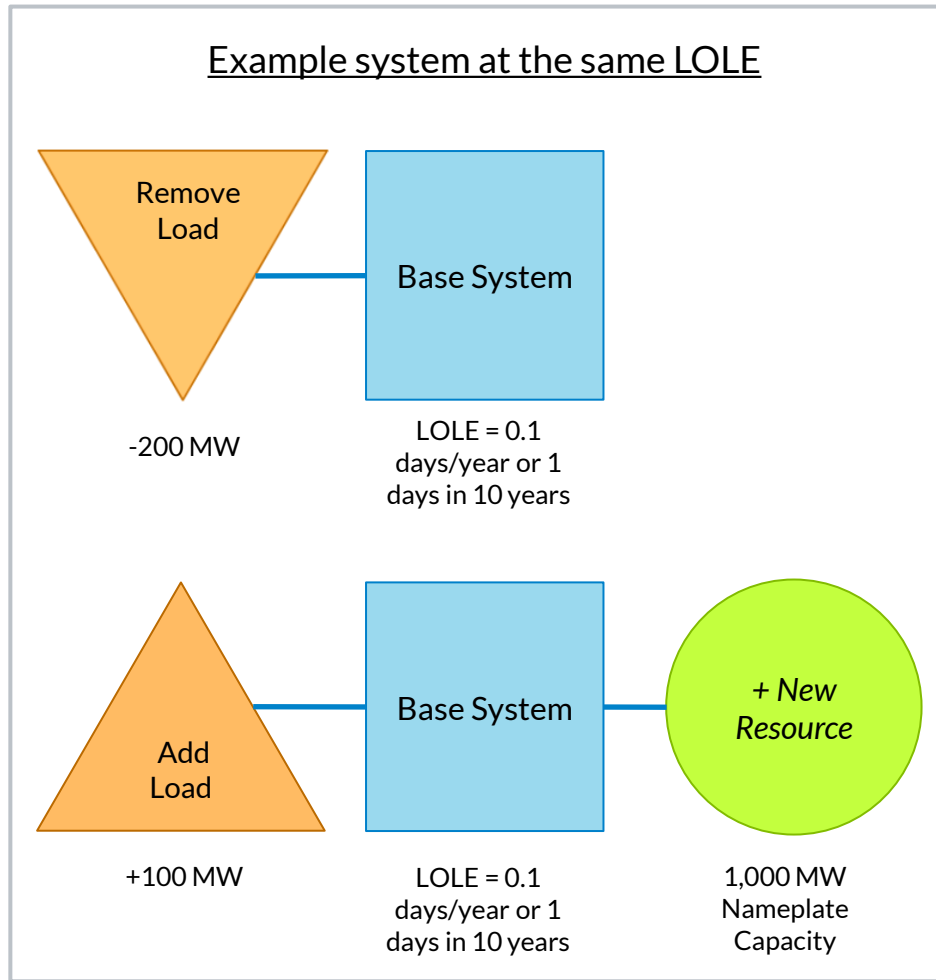 Example system at the same LOLE
Remove
Load
Base System
-200 MW
LOLE = 0.1
days/year or 1
days in 10 years
Add
Load
Base System
+ New
Resource
+100 MW
LOLE = 0.1
days/year or 1
days in 10 years
1,000 MW
Nameplate
Capacity